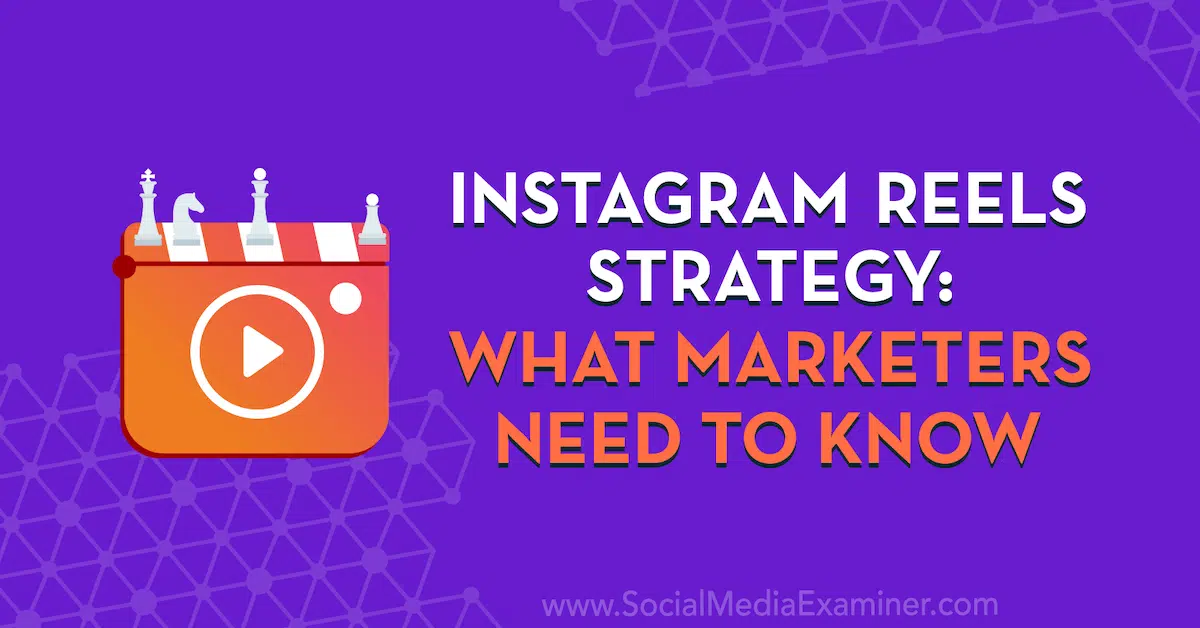 INSTAGRAM REELS
STRATEGY:
WHAT MARKETERS
NEED TO KNOW
www.SocialMediaExaminer.com